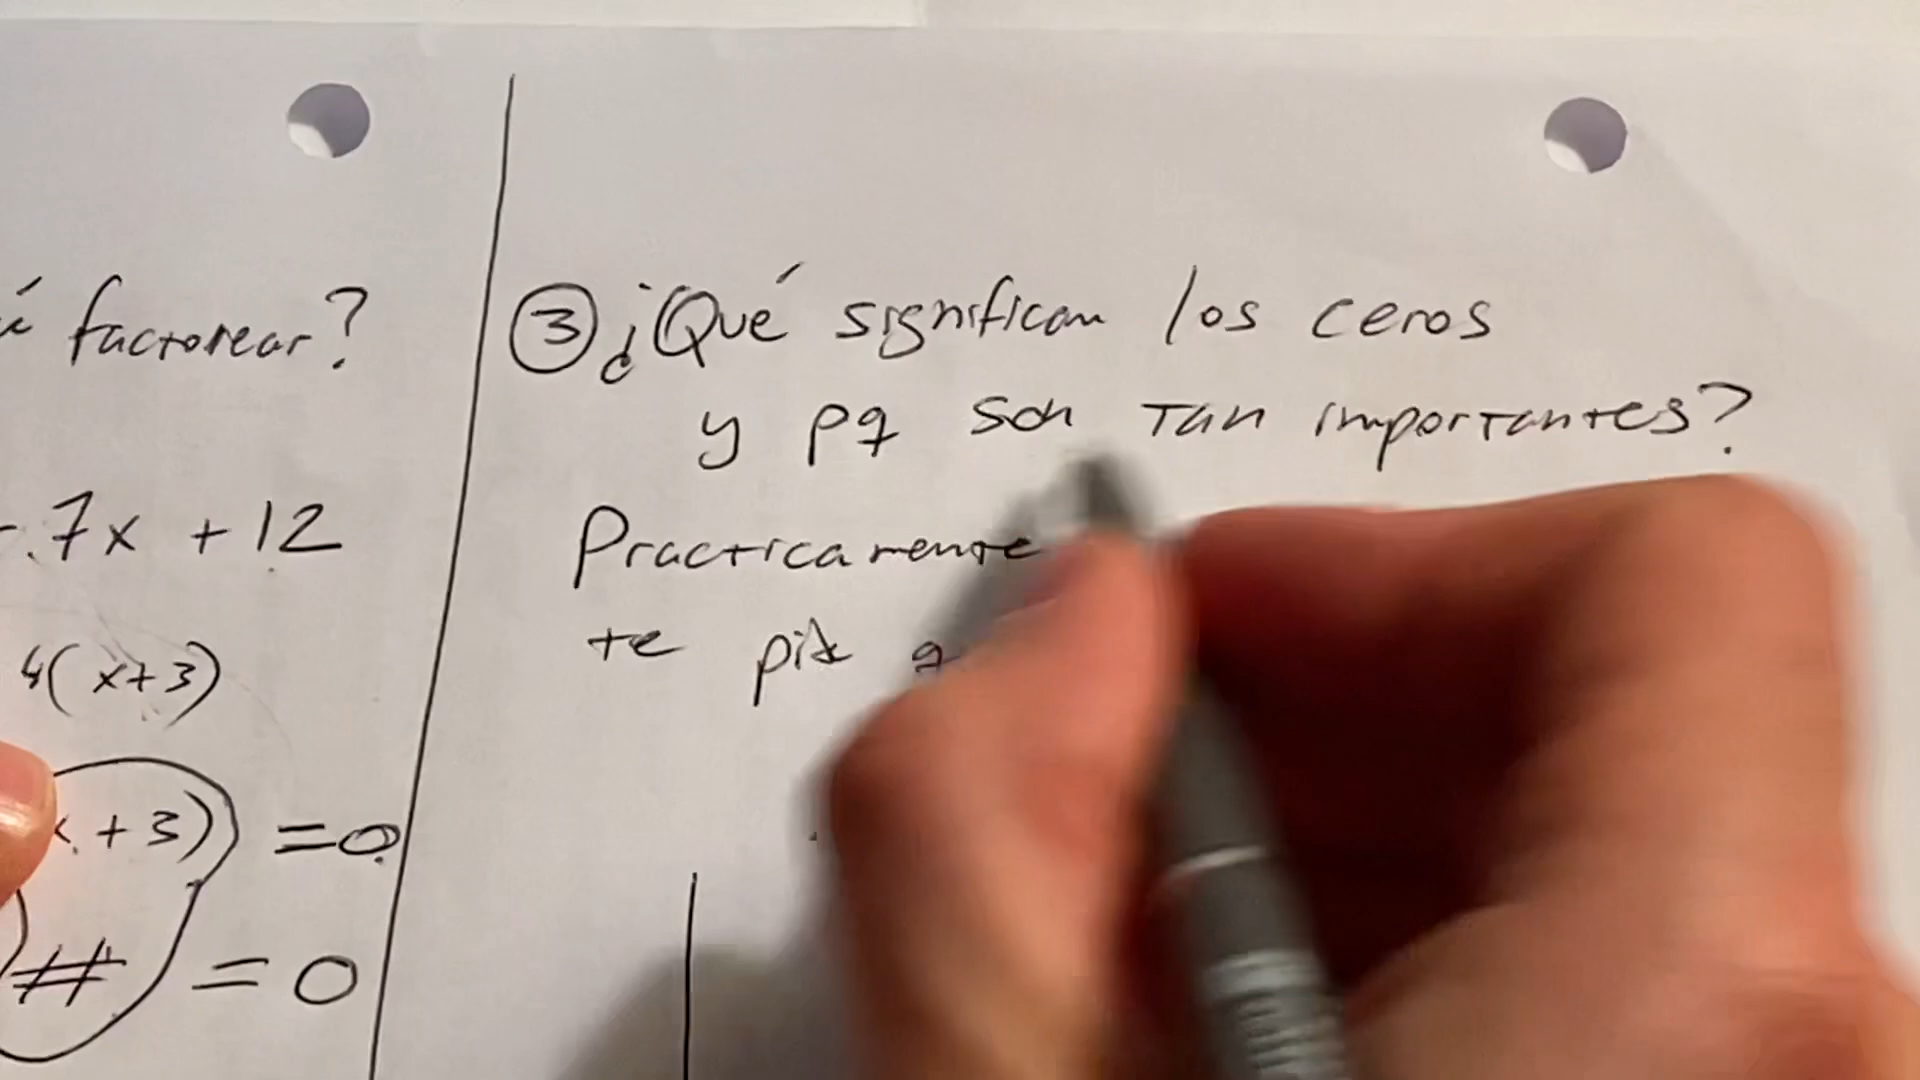 factorear?
7x + 12
4(x+3)
x+3) = 0
# = 0
③ ¿Qué significan los ceros
y pq son tan importantes?
Practicamente
te